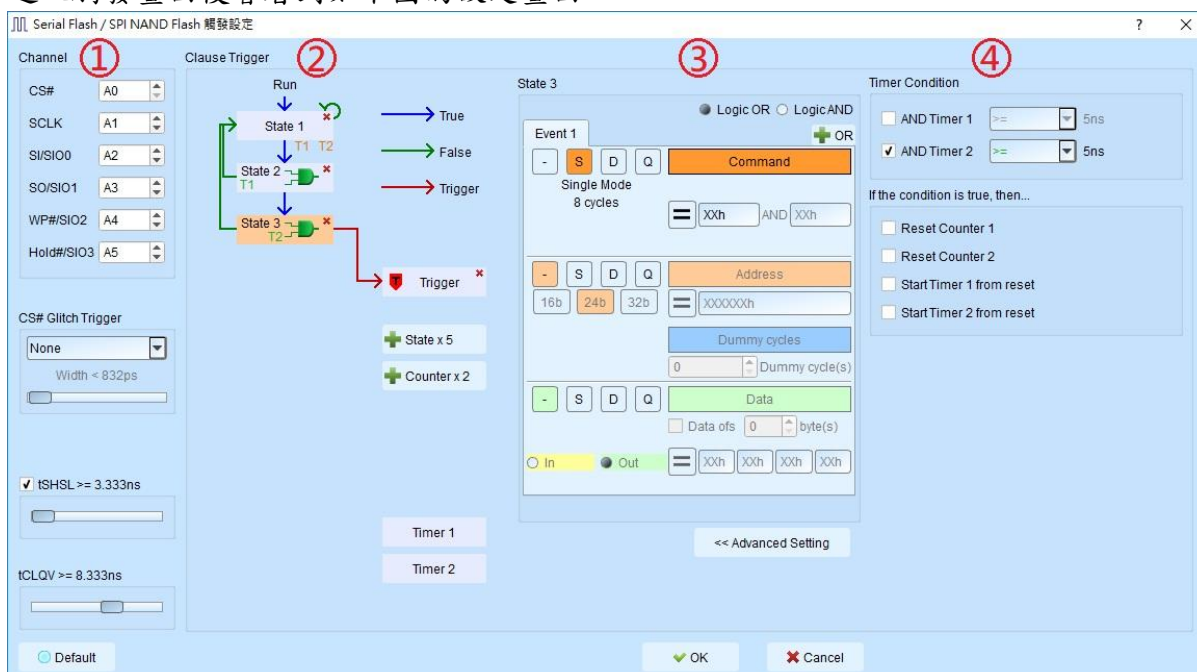 Serial Flash / SPI NAND Flash 觸發設定
? X
① ② ③ ④
Channel
CS# A0
SCLK A1
SI/SIO0 A2
SO/SIO1 A3
WP#/SIO2 A4
Hold#/SIO3 A5
CS# Glitch Trigger
None
Width < 832ps
tSHSL >= 3.333ns
tCLQV >= 8.333ns
Default
Clause Trigger
Run
State 1
T1 T2
State 2
T1
State 3
T2
True
False
Trigger
Trigger
State x 5
Counter x 2
Timer 1
Timer 2
State 3
Logic OR Logic AND
Event 1
OR
- S D Q Command
Single Mode
8 cycles
= XXh AND XXh
- S D Q Address
16b 24b 32b = XXXXXXh
Dummy cycles
0 Dummy cycle(s)
- S D Q Data
Data ofs 0 byte(s)
In Out = XXh XXh XXh XXh
<< Advanced Setting
Timer Condition
AND Timer 1 >= 5ns
AND Timer 2 >= 5ns
If the condition is true, then...
Reset Counter 1
Reset Counter 2
Start Timer 1 from reset
Start Timer 2 from reset
OK Cancel